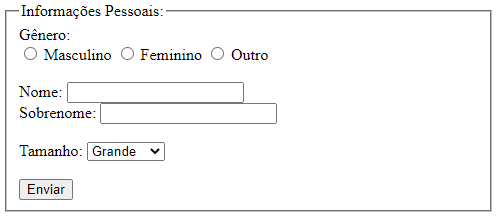 Informações Pessoais:
Gênero:
Masculino Feminino Outro
Nome:
Sobrenome:
Tamanho: Grande
Enviar